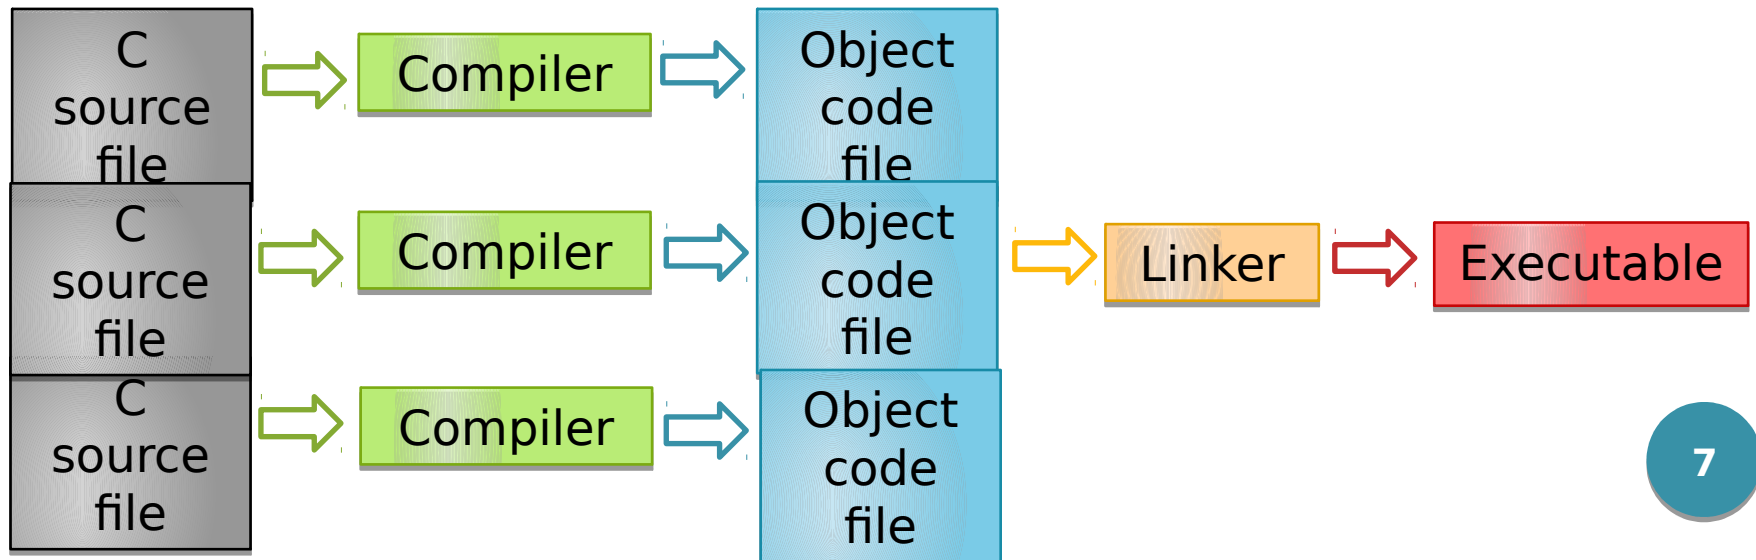 C
source
file
Compiler
Object
code
file
C
source
file
Compiler
Object
code
file
Linker
Executable
C
source
file
Compiler
Object
code
file
7